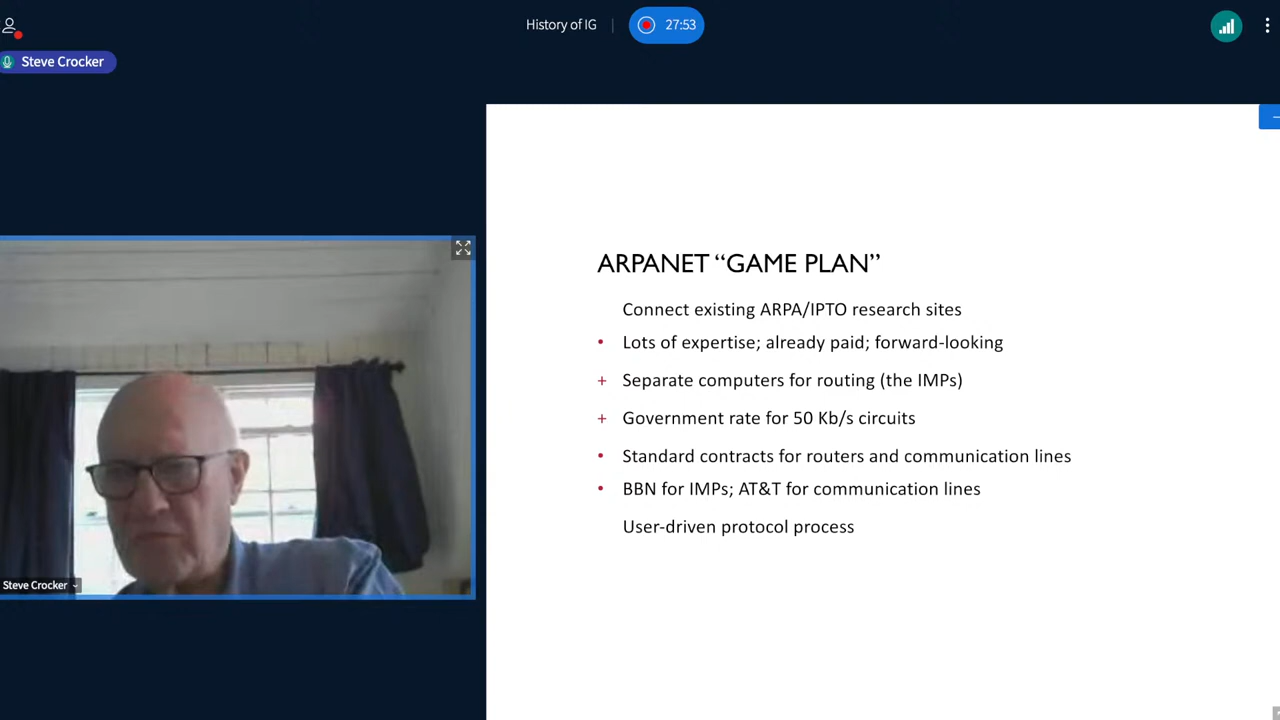 History of IG
27:53
Steve Crocker
ARPANET “GAME PLAN”
Connect existing ARPA/IPTO research sites
• Lots of expertise; already paid; forward-looking
+ Separate computers for routing (the IMPs)
+ Government rate for 50 Kb/s circuits
• Standard contracts for routers and communication lines
• BBN for IMPs; AT&T for communication lines
User-driven protocol process
Steve Crocker